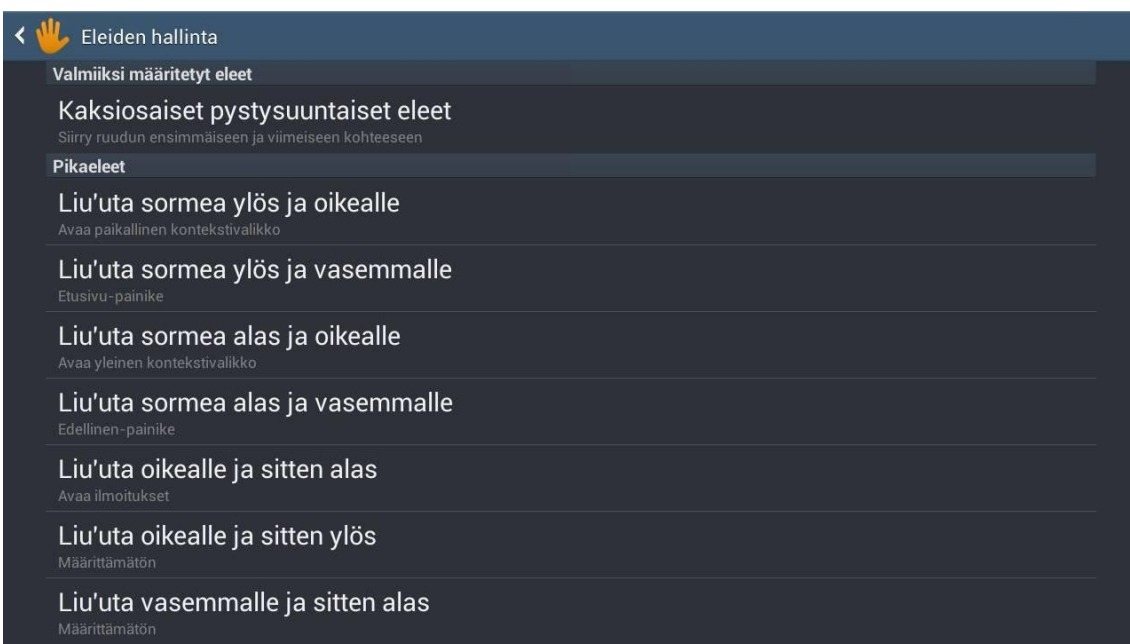 Eleiden hallinta
Valmiiksi määritetyt eleet
Kaksiosaiset pystysuuntaiset eleet
Siirry ruudun ensimmäiseen ja viimeiseen kohteeseen
Pikaeleet
Liu'uta sormea ylös ja oikealle
Avaa paikallinen kontekstivalikko
Liu'uta sormea ylös ja vasemmalle
Etusivu-painike
Liu'uta sormea alas ja oikealle
Avaa yleinen kontekstivalikko
Liu'uta sormea alas ja vasemmalle
Edellinen-painike
Liu'uta oikealle ja sitten alas
Avaa ilmoitukset
Liu'uta oikealle ja sitten ylös
Määrittämätön
Liu'uta vasemmalle ja sitten alas
Määrittämätön